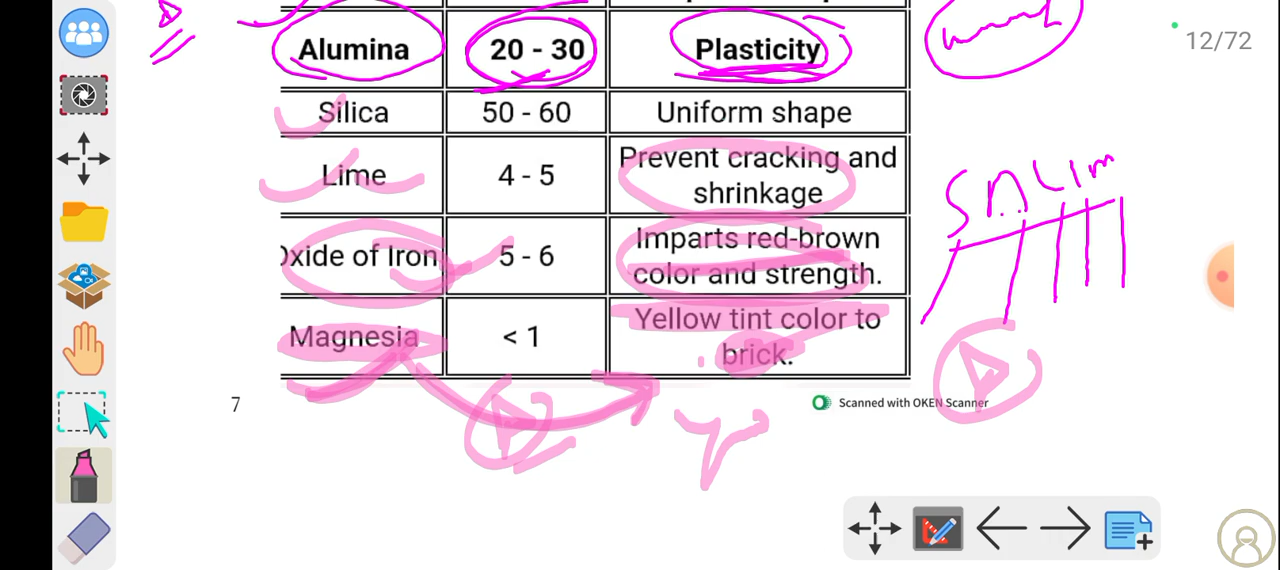 12/72
Alumina 20 - 30 Plasticity
Silica 50 - 60 Uniform shape
Lime 4 - 5 Prevent cracking and
shrinkage
Oxide of Iron 5 - 6 Imparts red-brown
color and strength.
Magnesia < 1 Yellow tint color to
brick.
7
Scanned with OKEN Scanner